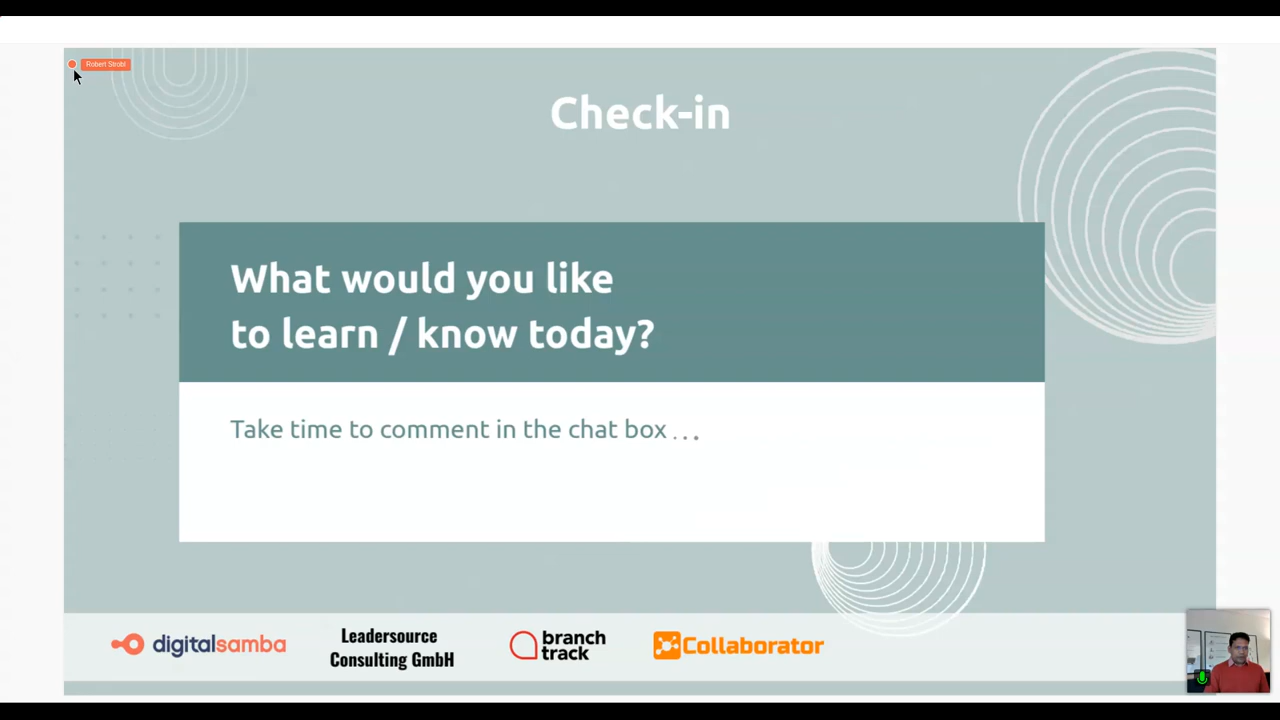 Robert Strobl
Check-in
What would you like
to learn / know today?
Take time to comment in the chat box . . .
digitalsamba
Leadersource
Consulting GmbH
branch
track
Collaborator